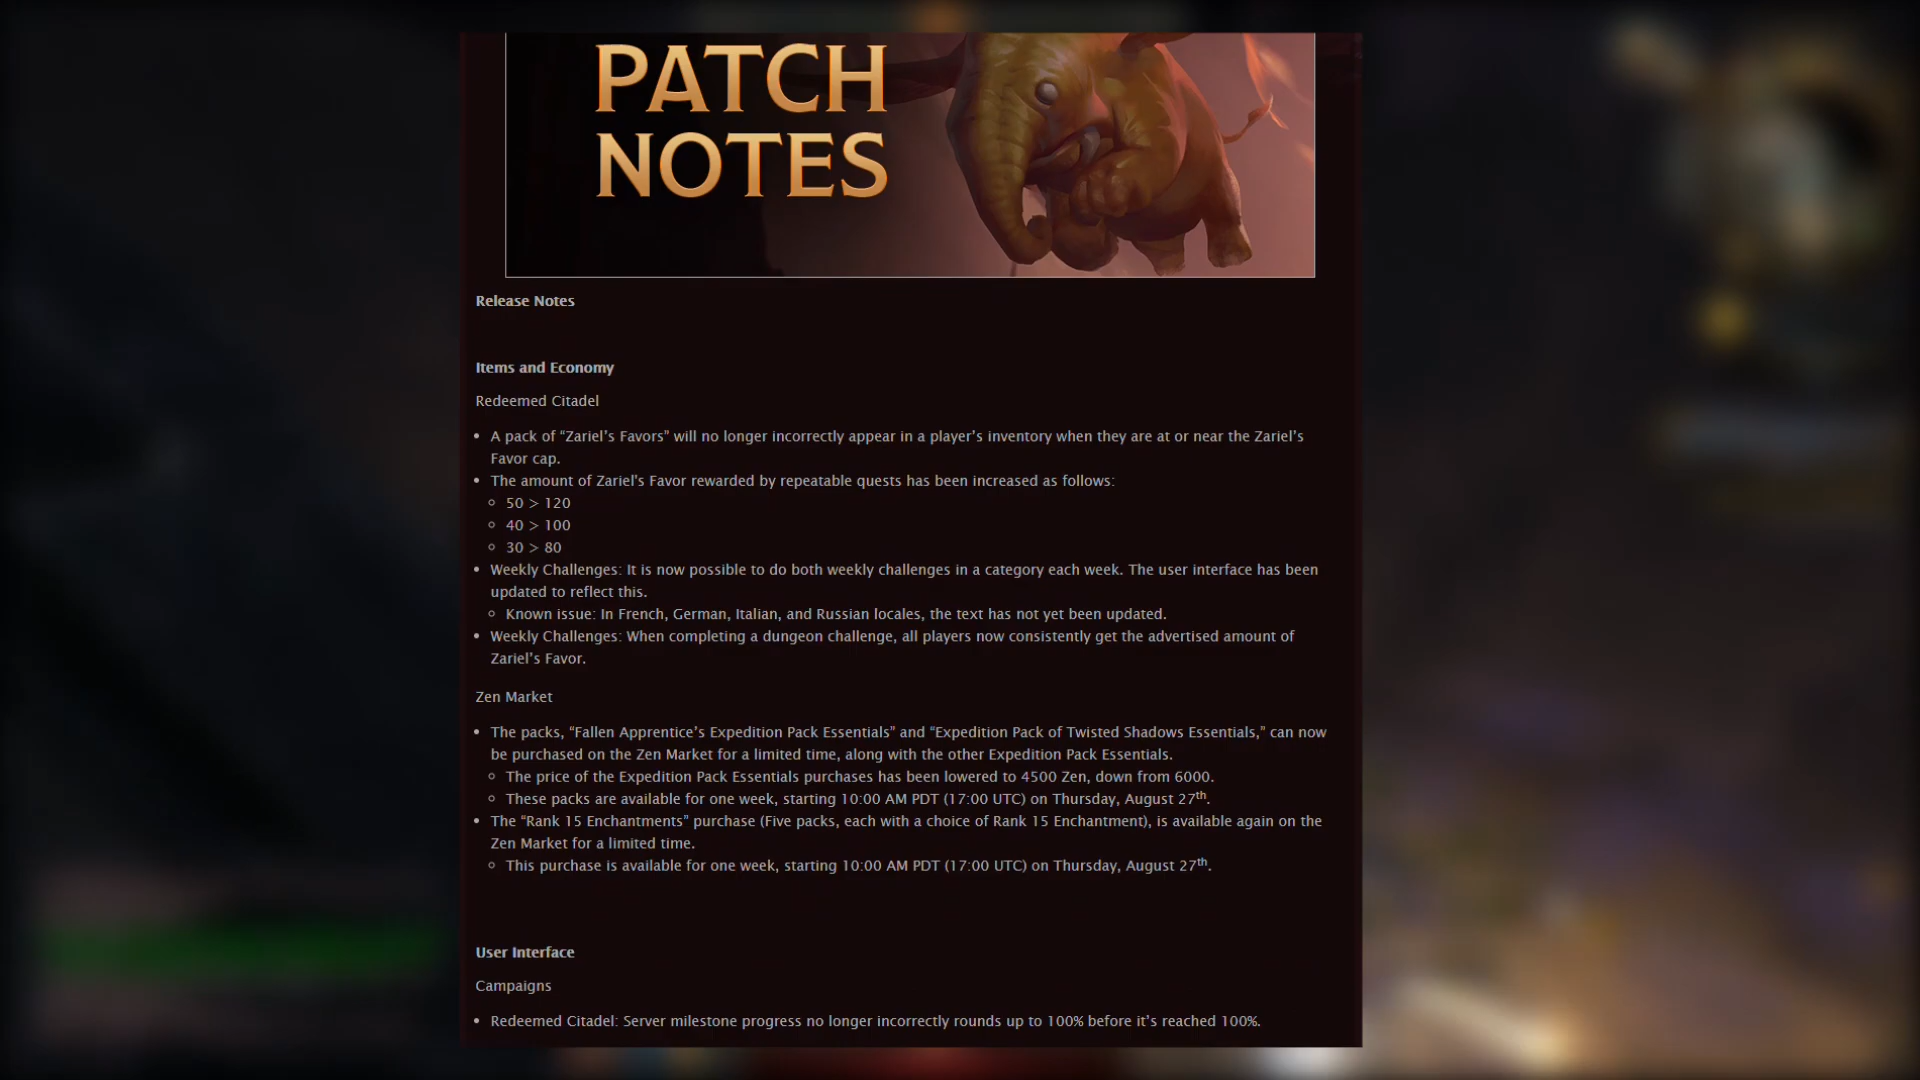 PATCH
NOTES
Release Notes
Items and Economy
Redeemed Citadel
• A pack of “Zariel’s Favors” will no longer incorrectly appear in a player’s inventory when they are at or near the Zariel’s
Favor cap.
• The amount of Zariel's Favor rewarded by repeatable quests has been increased as follows:
◦ 50 > 120
◦ 40 > 100
◦ 30 > 80
• Weekly Challenges: It is now possible to do both weekly challenges in a category each week. The user interface has been
updated to reflect this.
◦ Known issue: In French, German, Italian, and Russian locales, the text has not yet been updated.
• Weekly Challenges: When completing a dungeon challenge, all players now consistently get the advertised amount of
Zariel’s Favor.
Zen Market
• The packs, “Fallen Apprentice’s Expedition Pack Essentials” and “Expedition Pack of Twisted Shadows Essentials,” can now
be purchased on the Zen Market for a limited time, along with the other Expedition Pack Essentials.
◦ The price of the Expedition Pack Essentials purchases has been lowered to 4500 Zen, down from 6000.
◦ These packs are available for one week, starting 10:00 AM PDT (17:00 UTC) on Thursday, August 27th.
• The “Rank 15 Enchantments” purchase (Five packs, each with a choice of Rank 15 Enchantment), is available again on the
Zen Market for a limited time.
◦ This purchase is available for one week, starting 10:00 AM PDT (17:00 UTC) on Thursday, August 27th.
User Interface
Campaigns
• Redeemed Citadel: Server milestone progress no longer incorrectly rounds up to 100% before it’s reached 100%.